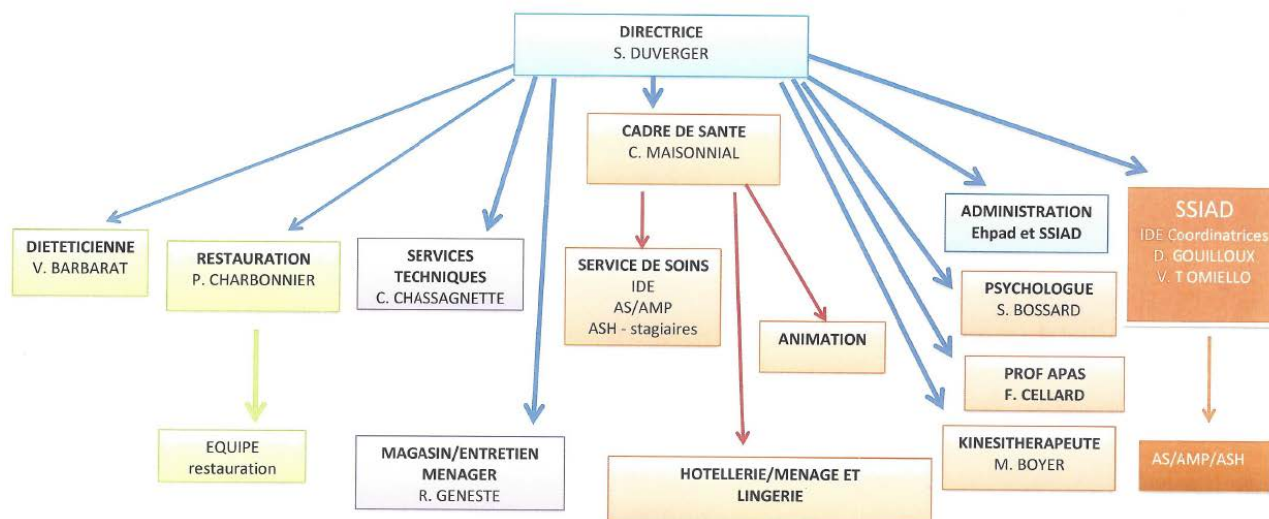 DIRECTRICE
S. DUVERGER
CADRE DE SANTE
C. MAISONNIAL
DIETETICIENNE
V. BARBARAT
RESTAURATION
P. CHARBONNIER
SERVICES
TECHNIQUES
C. CHASSAGNETTE
SERVICE DE SOINS
IDE
AS/AMP
ASH - stagiaires
ANIMATION
ADMINISTRATION
Ehpad et SSIAD
SSIAD
IDE Coordinatrices
D. GOUILLOUX
V. TOMIELLO
PSYCHOLOGUE
S. BOSSARD
PROF APAS
F. CELLARD
KINESITHERAPEUTE
M. BOYER
EQUIPE
restauration
MAGASIN/ENTRETIEN
MENAGER
R. GENESTE
HOTELLERIE/MENAGE ET
LINGERIE
AS/AMP/ASH